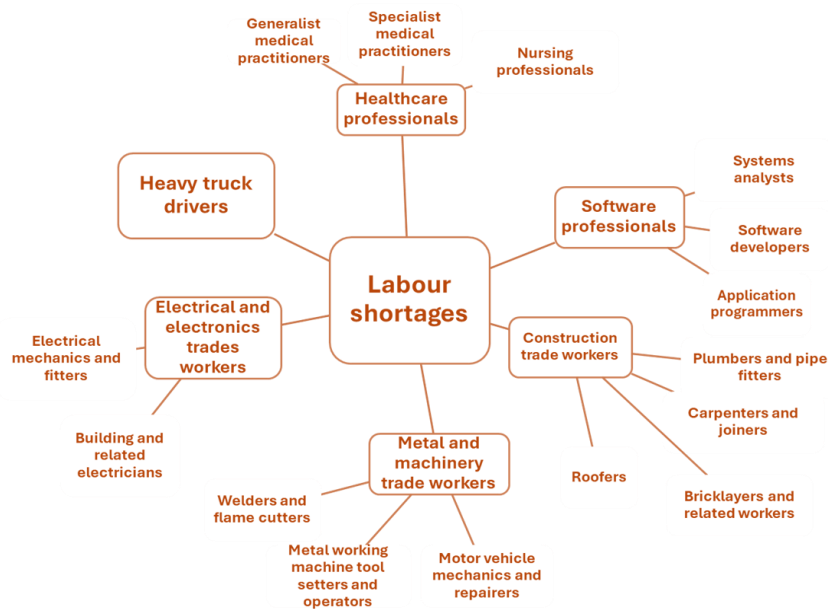 Generalist
medical
practitioners
Specialist
medical
practitioners
Nursing
professionals
Healthcare
professionals
Heavy truck
drivers
Systems
analysts
Software
professionals
Software
developers
Application
programmers
Labour
shortages
Electrical and
electronics
trades
workers
Electrical
mechanics and
fitters
Building and
related
electricians
Construction
trade workers
Plumbers and pipe
fitters
Carpenters and
joiners
Bricklayers and
related workers
Roofers
Metal and
machinery
trade workers
Welders and
flame cutters
Metal working
machine tool
setters and
operators
Motor vehicle
mechanics and
repairers